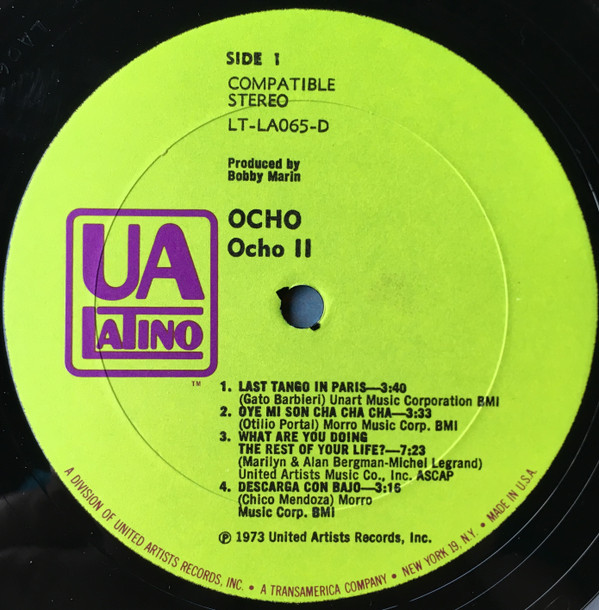 SIDE 1
COMPATIBLE
STEREO
LT-LA065-D
Produced by
Bobby Marin
OCHO
Ocho II
UA
LATINO
TM
1. LAST TANGO IN PARIS—3:40
(Gato Barbieri) Unart Music Corporation BMI
2. OYE MI SON CHA CHA CHA—3:33
(Otilio Portal) Morro Music Corp. BMI
3. WHAT ARE YOU DOING
THE REST OF YOUR LIFE?—7:23
(Marilyn & Alan Bergman-Michel Legrand)
United Artists Music Co., Inc. ASCAP
4. DESCARGA CON BAJO—3:16
(Chico Mendoza) Morro
Music Corp. BMI
℗ 1973 United Artists Records, Inc.
A DIVISION OF UNITED ARTISTS RECORDS, INC. • A TRANSAMERICA COMPANY • NEW YORK 19, N.Y. • MADE IN U.S.A.